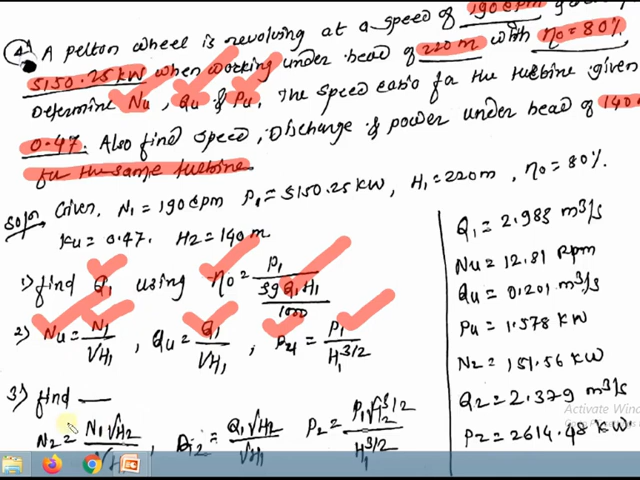 4) A pelton wheel is revolving at a speed of 190 rpm
5150.25 kW when working under head of 220 m with η0 = 80%
Determine Nu, Qu & Pu. The speed ratio for the turbine given
0.47. Also find speed, Discharge & power under head of 140
for the same turbine
Soln Given, N1 = 190 rpm P1 = 5150.25 KW, H1 = 220m, η0 = 80%.
Ku = 0.47. H2 = 140 m
1) find Q1 using η0 = P1 / (ρg Q1 H1 / 1000)
2) Nu = N1/√H1, Qu = Q1/√H1, Pu = P1/H1^3/2
3) find —
N2 = N1√H2/√H1, Q2 = Q1√H2/√H1 P2 = P1 H2^3/2 / H1^3/2
Q1 = 2.983 m3/s
Nu = 12.81 Rpm
Qu = 0.201 m3/s
Pu = 1.578 KW
N2 = 151.56 KW
Q2 = 2.379 m3/s
P2 = 2614.48 KW
Activate Windows